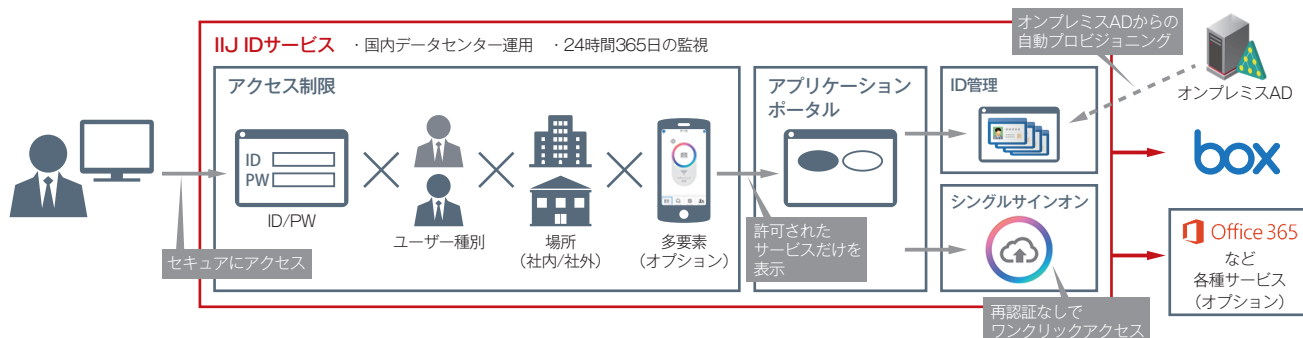 IIJ IDサービス ・国内データセンター運用 ・24時間365日の監視
オンプレミスADからの
自動プロビジョニング
オンプレミスAD
アクセス制限
ID
PW
ID/PW
ユーザー種別
場所
（社内/社外）
多要素
（オプション）
セキュアにアクセス
アプリケーション
ポータル
許可された
サービスだけを
表示
ID管理
シングルサインオン
再認証なしで
ワンクリックアクセス
box
Office 365
など
各種サービス
（オプション）